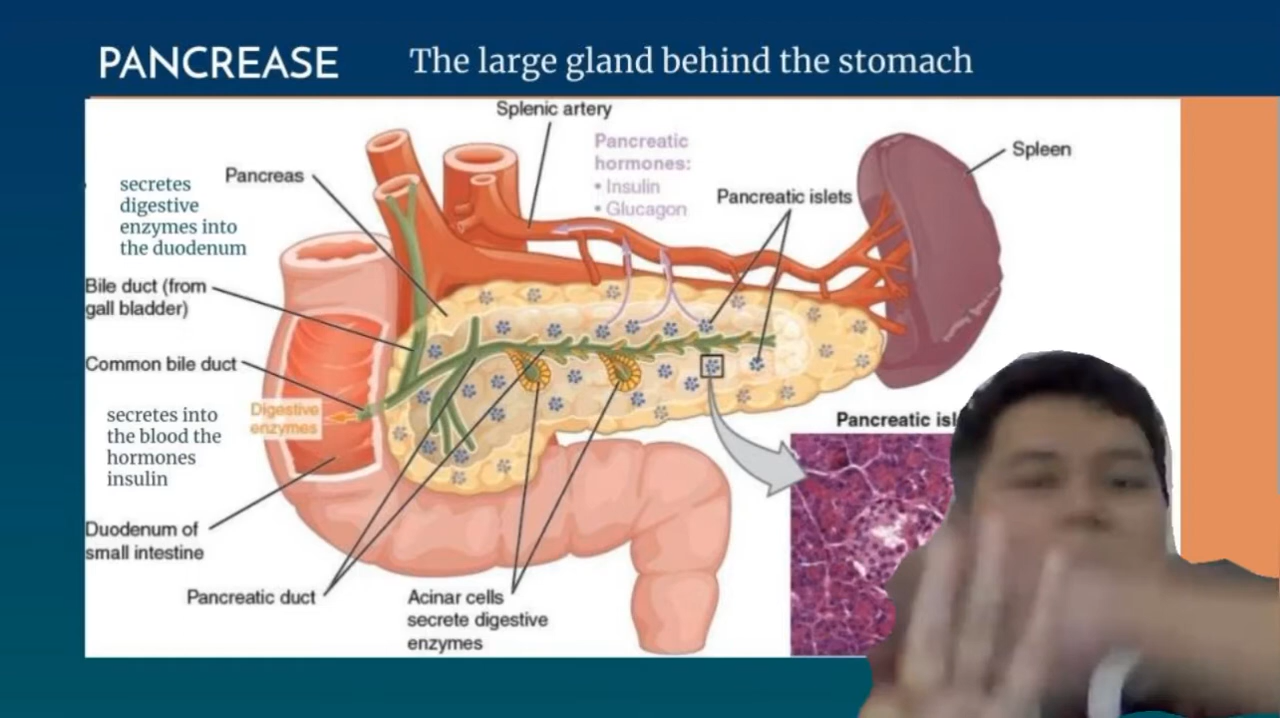 PANCREASE
The large gland behind the stomach
Splenic artery
Pancreatic
hormones:
• Insulin
• Glucagon
Spleen
Pancreas
Pancreatic islets
secretes
digestive
enzymes into
the duodenum
Bile duct (from
gall bladder)
Common bile duct
Digestive
enzymes
secretes into
the blood the
hormones
insulin
Pancreatic
Duodenum of
small intestine
Pancreatic duct
Acinar cells
secrete digestive
enzymes